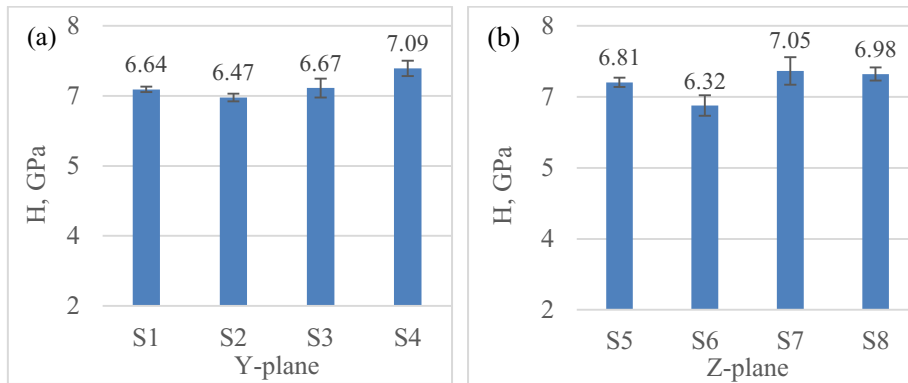 (a)
H, GPa
8
7
5
4
2
6.64
6.47
6.67
7.09
S1 S2 S3 S4
Y-plane
(b)
H, GPa
8
7
5
4
2
6.81
6.32
7.05
6.98
S5 S6 S7 S8
Z-plane